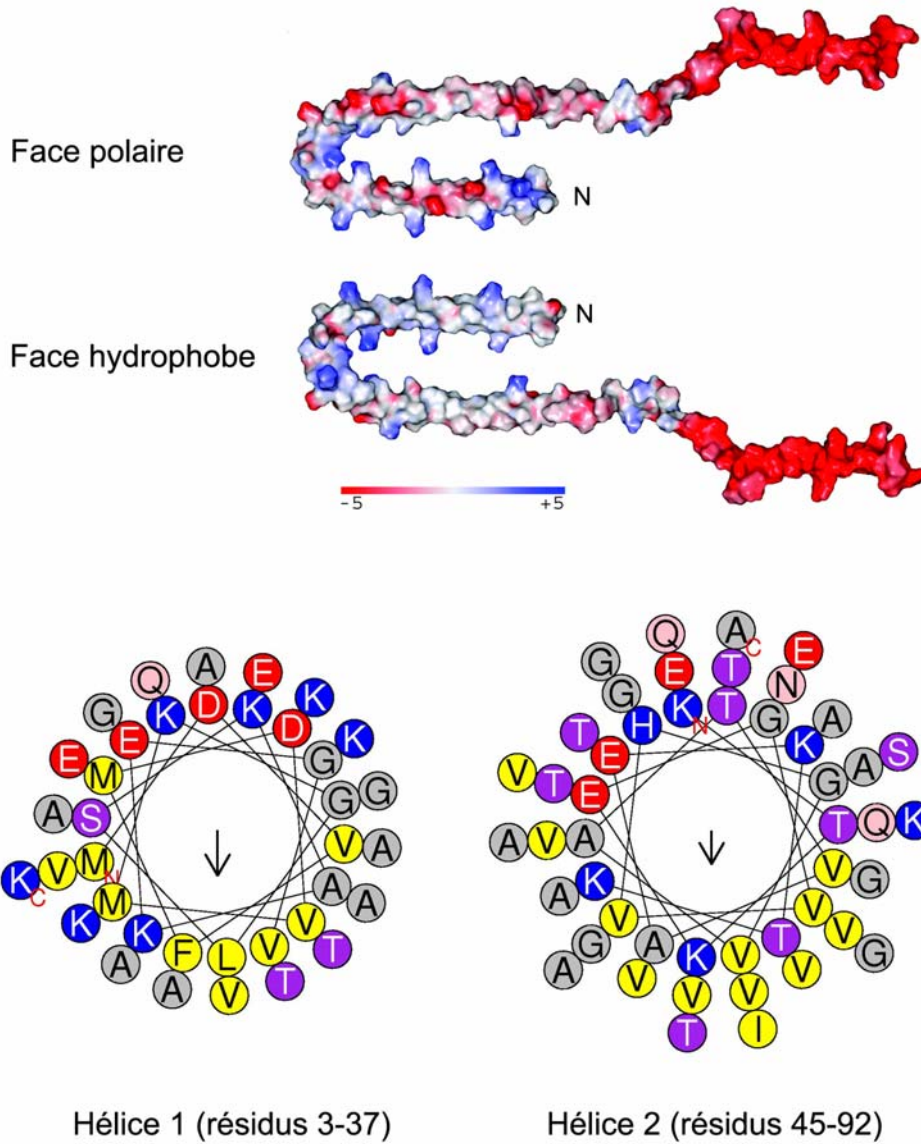 Face polaire
N
N
Face hydrophobe
-5 +5
Q A E
G K D K D K
E E G K
M G G
A S V A
K C V M N A A
K M
K F L V V T
A A V T
Q A C E
G E T N
G H K N T G A
T E K A S
V T E G
A V A T Q K
A K V G
V V V G
A G A T V
V K V
V V
T I
Hélice 1 (résidus 3-37) Hélice 2 (résidus 45-92)